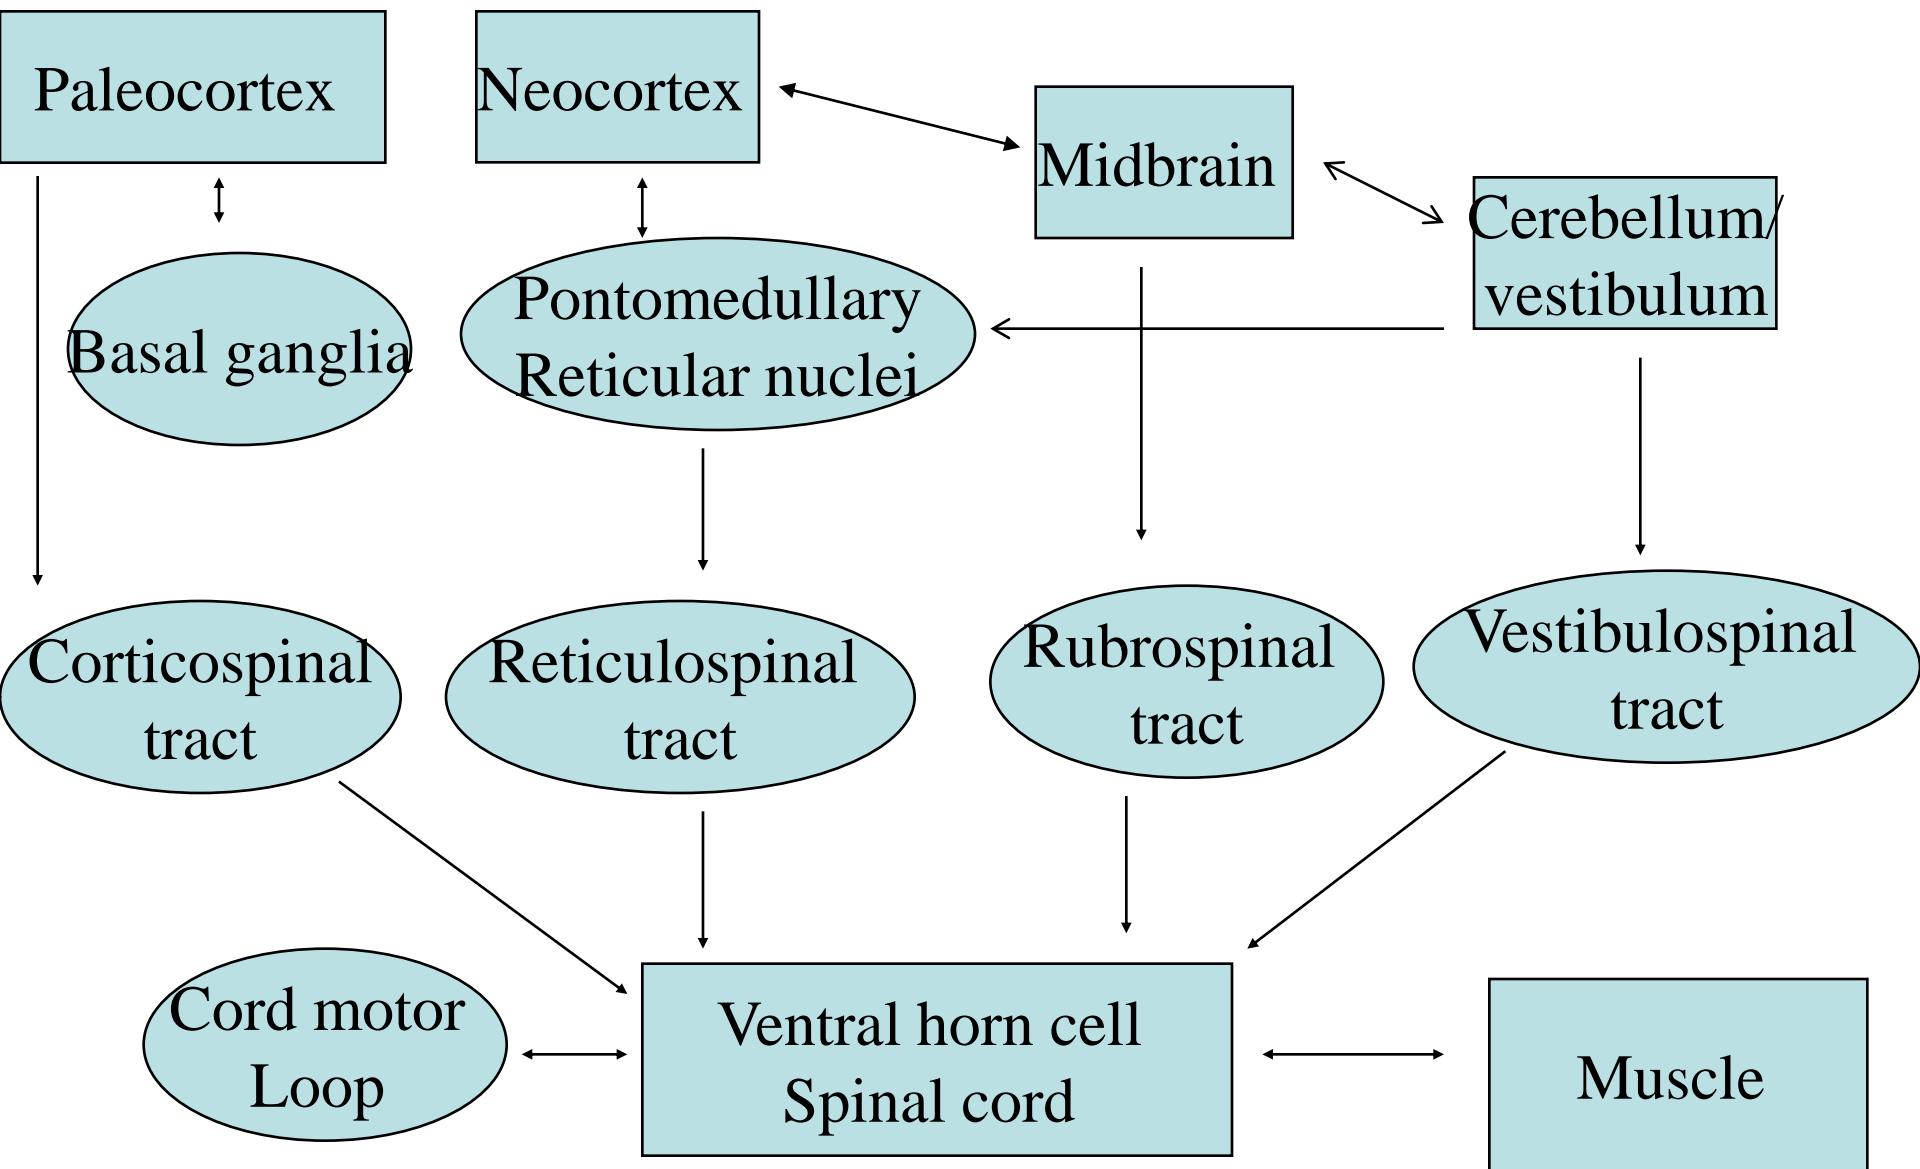 Paleocortex
Neocortex
Midbrain
Cerebellum/
vestibulum
Basal ganglia
Pontomedullary
Reticular nuclei
Corticospinal
tract
Reticulospinal
tract
Rubrospinal
tract
Vestibulospinal
tract
Cord motor
Loop
Ventral horn cell
Spinal cord
Muscle